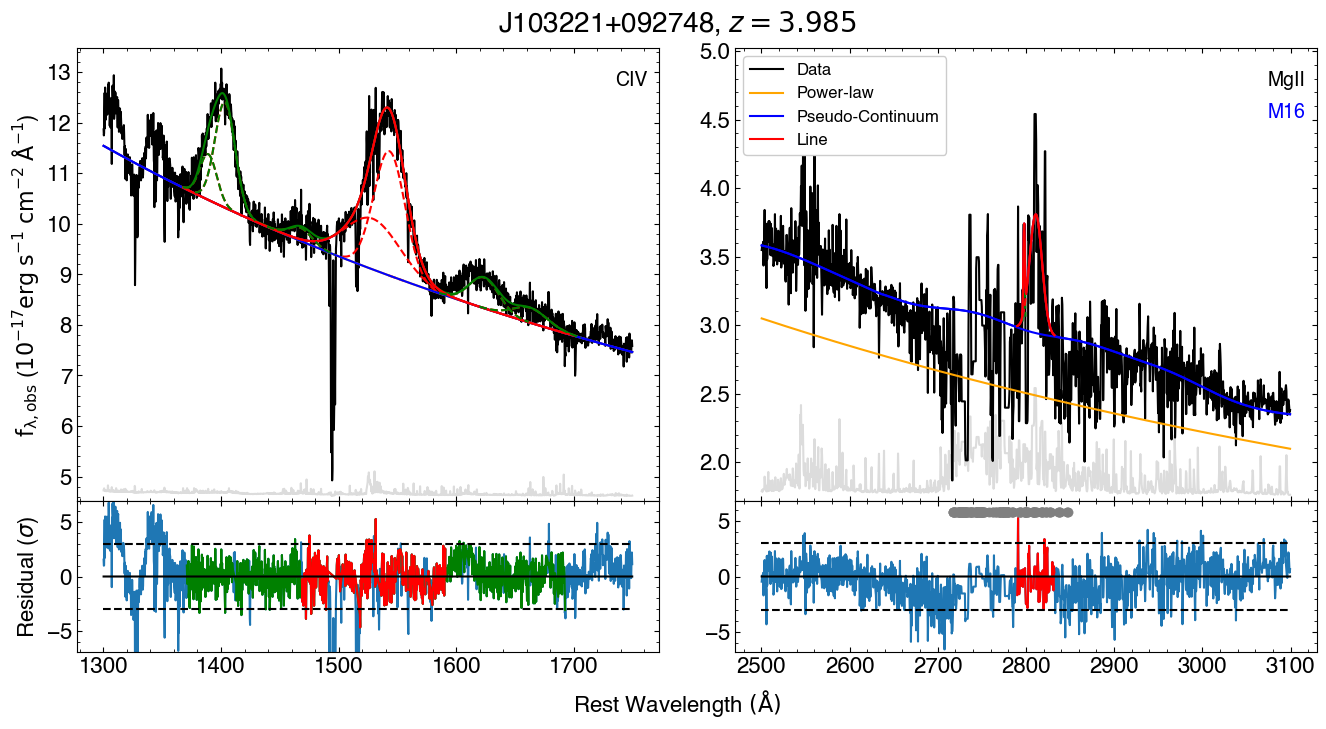 J103221+092748, z = 3.985
CIV
MgII
M16
Data
Power-law
Pseudo-Continuum
Line
f_λ,obs (10⁻¹⁷erg s⁻¹ cm⁻² Å⁻¹)
13
12
11
10
9
8
7
6
5
5.0
4.5
4.0
3.5
3.0
2.5
2.0
Residual (σ)
5
0
−5
5
0
−5
1300 1400 1500 1600 1700
2500 2600 2700 2800 2900 3000 3100
Rest Wavelength (Å)